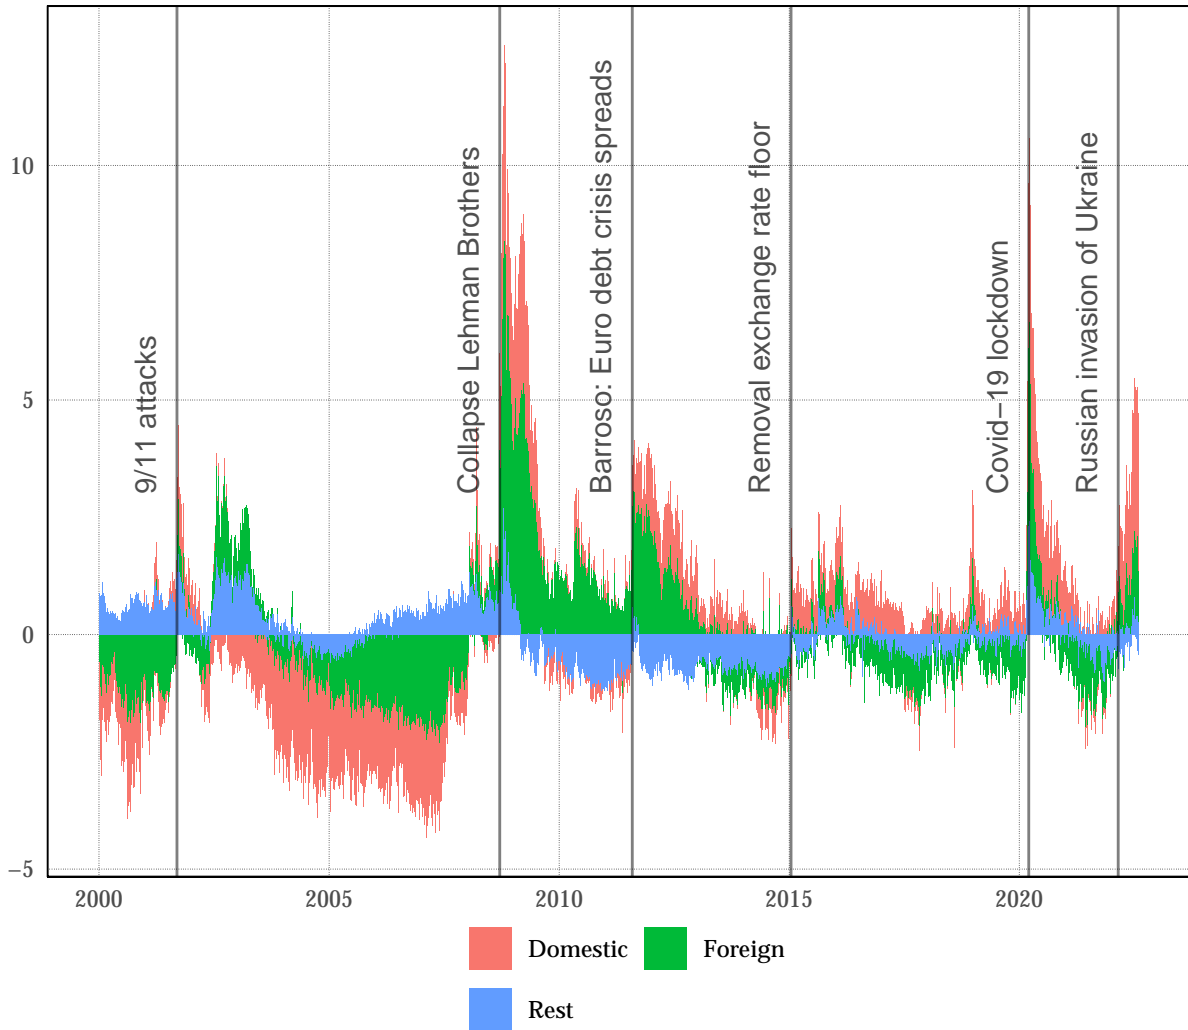 10
5
0
−5
9/11 attacks
Collapse Lehman Brothers
Barroso: Euro debt crisis spreads
Removal exchange rate floor
Covid−19 lockdown
Russian invasion of Ukraine
2000
2005
2010
2015
2020
Domestic
Foreign
Rest